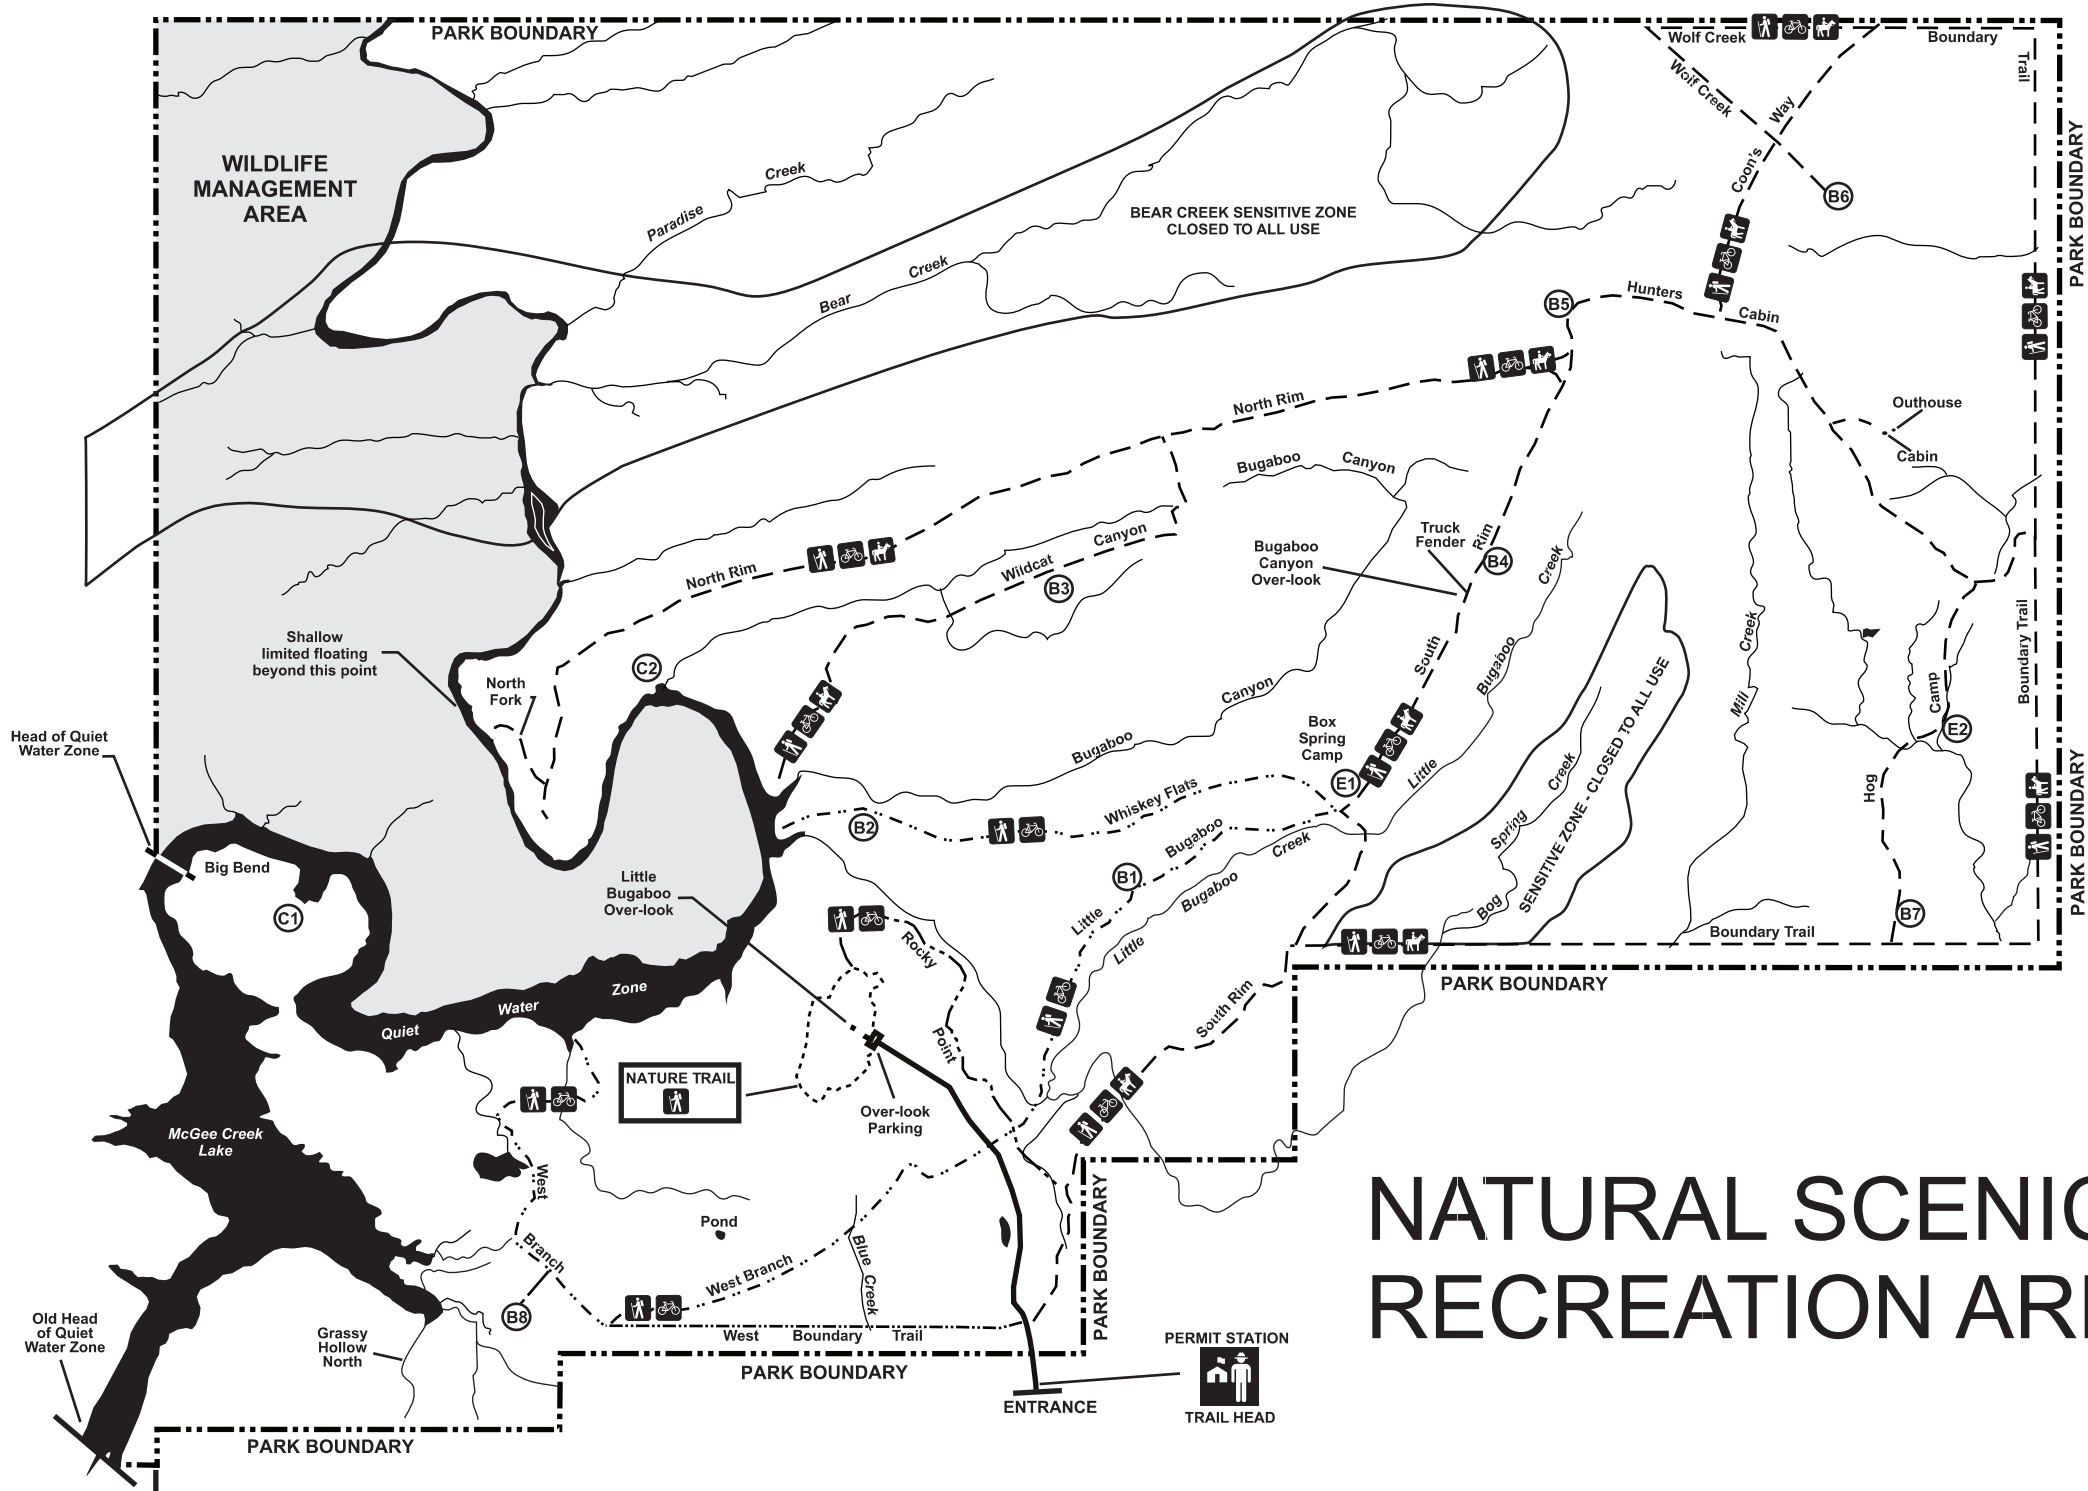 PARK BOUNDARY
Wolf Creek
Boundary
Trail
Wolf Creek
Coon's Way
B6
PARK BOUNDARY
WILDLIFE
MANAGEMENT
AREA
Paradise Creek
BEAR CREEK SENSITIVE ZONE
CLOSED TO ALL USE
Bear Creek
B5
Hunters Cabin
North Rim
Outhouse
Cabin
Bugaboo Canyon
Truck
Fender
Rim
B4
Bugaboo
Canyon
Over-look
Creek
Wildcat Canyon
B3
North Rim
Shallow
limited floating
beyond this point
C2
North
Fork
South
Bugaboo
Creek
Mill
SENSITIVE ZONE - CLOSED TO ALL USE
Boundary Trail
Camp
E2
Hog
PARK BOUNDARY
Head of Quiet
Water Zone
Bugaboo
Canyon
Box
Spring
Camp
E1
Little
Creek
Spring
Bog
B2
Whiskey Flats
Bugaboo
Creek
B1
Little
Bugaboo
Little
Big Bend
C1
Little
Bugaboo
Over-look
Rocky
Point
B7
Boundary Trail
PARK BOUNDARY
South Rim
Quiet Water Zone
NATURE TRAIL
Over-look
Parking
McGee Creek
Lake
West
Branch
B8
Pond
West Branch
Blue Creek
PARK BOUNDARY
NATURAL SCENIC
RECREATION ARE
Old Head
of Quiet
Water Zone
Grassy
Hollow
North
West Boundary Trail
PARK BOUNDARY
PERMIT STATION
TRAIL HEAD
ENTRANCE
PARK BOUNDARY